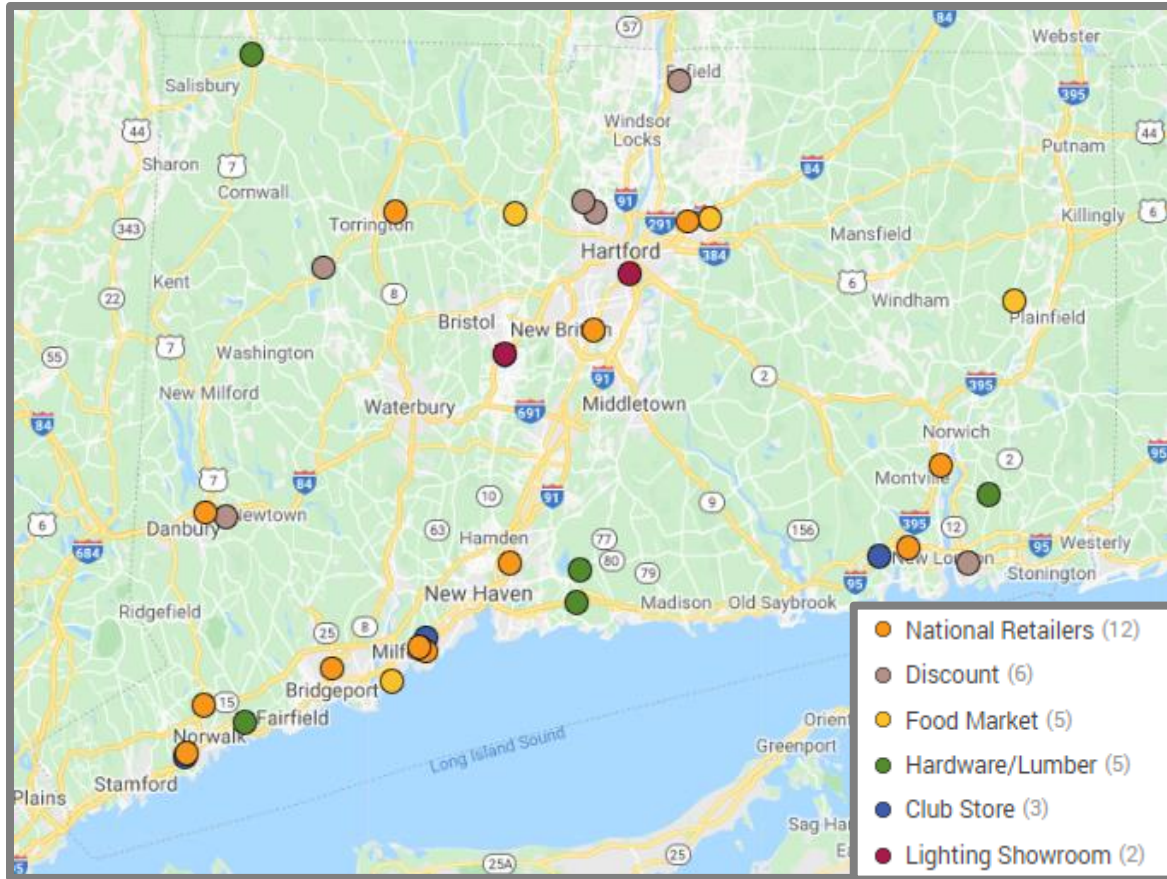 57
84
Webster
Salisbury
Enfield
395
44
Windsor
Locks
44
Putnam
Sharon
7
84
Cornwall
91
6
343
Torrington
291
Killingly
Hartford
384
Mansfield
22
Kent
8
6
Windham
Bristol
New Britain
Plainfield
55
7
Washington
91
2
395
New Milford
Waterbury
691
Middletown
84
Norwich
7
2
95
84
10
91
9
Montville
6
Danbury
Newtown
63
Hamden
77
156
395
12
684
80
95
Westerly
79
New London
Stonington
New Haven
95
Ridgefield
Madison
Old Saybrook
25
8
Milf
Bridgeport
15
Fairfield
Norwalk
Long Island Sound
Orien
Greenport
Stamford
Plains
Sag Ha
25A
25
National Retailers (12)
Discount (6)
Food Market (5)
Hardware/Lumber (5)
Club Store (3)
Lighting Showroom (2)